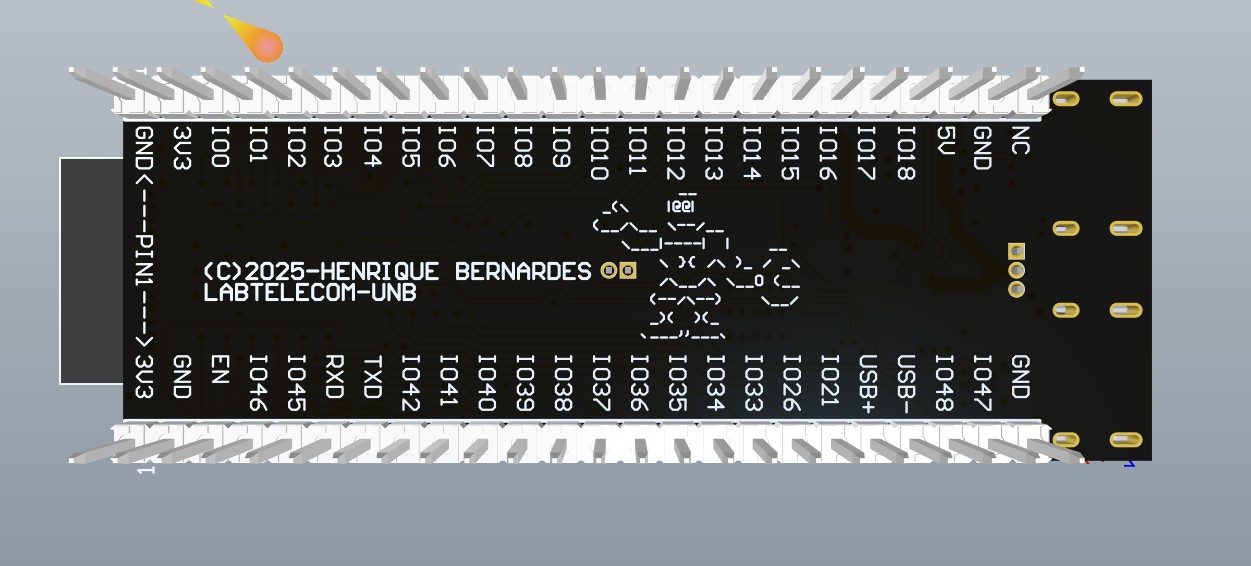 GND 3V3 IO0 IO1 IO2 IO3 IO4 IO5 IO6 IO7 IO8 IO9 IO10 IO11 IO12 IO13 IO14 IO15 IO16 IO17 IO18 5V GND NC
<---PIN1--->
(C)2025-HENRIQUE BERNARDES
LABTELECOM-UNB
3V3 GND EN IO46 IO45 RXD TXD IO42 IO41 IO40 IO39 IO38 IO37 IO36 IO35 IO34 IO33 IO26 IO21 USB+ USB- IO48 IO47 GND
1